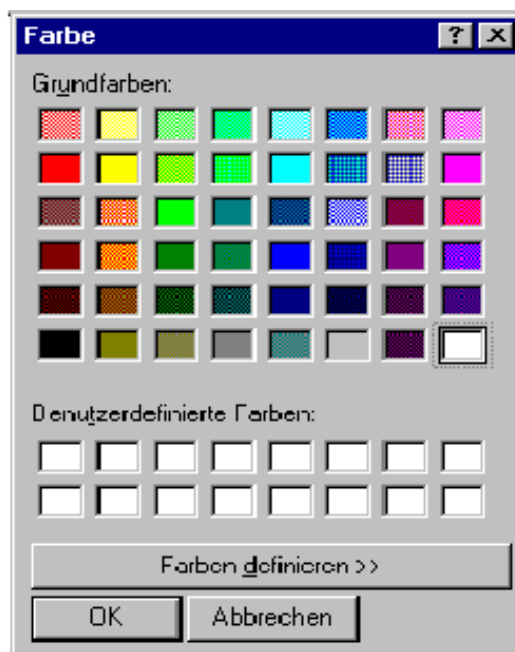 Farbe
Grundfarben:
Benutzerdefinierte Farben:
Farben definieren >>
OK Abbrechen